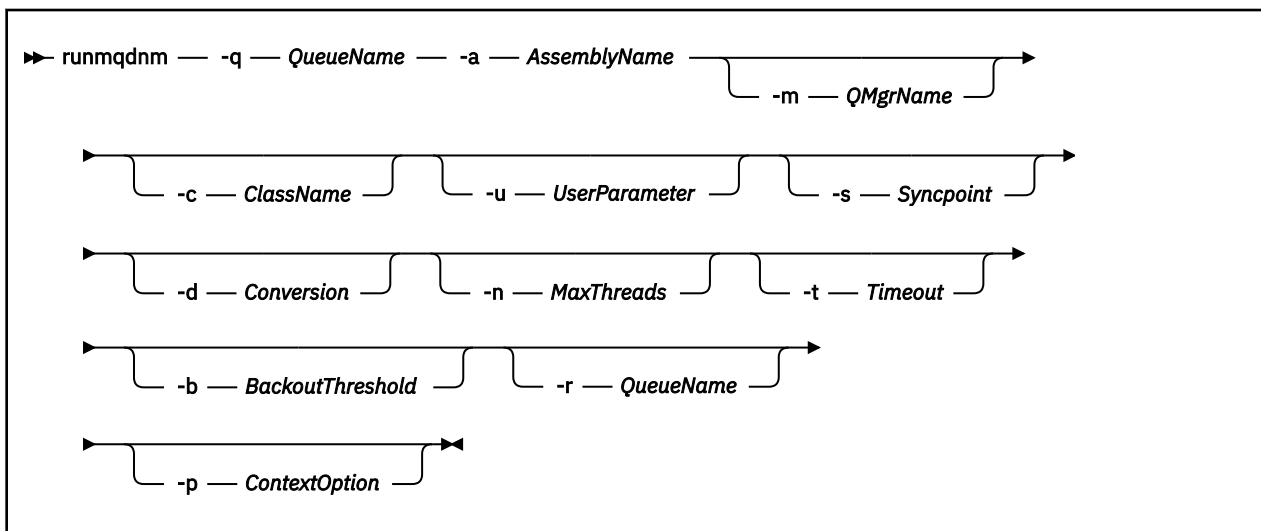 runmqdnm -q QueueName -a AssemblyName
-m QMgrName
-c ClassName -u UserParameter -s Syncpoint
-d Conversion -n MaxThreads -t Timeout
-b BackoutThreshold -r QueueName
-p ContextOption